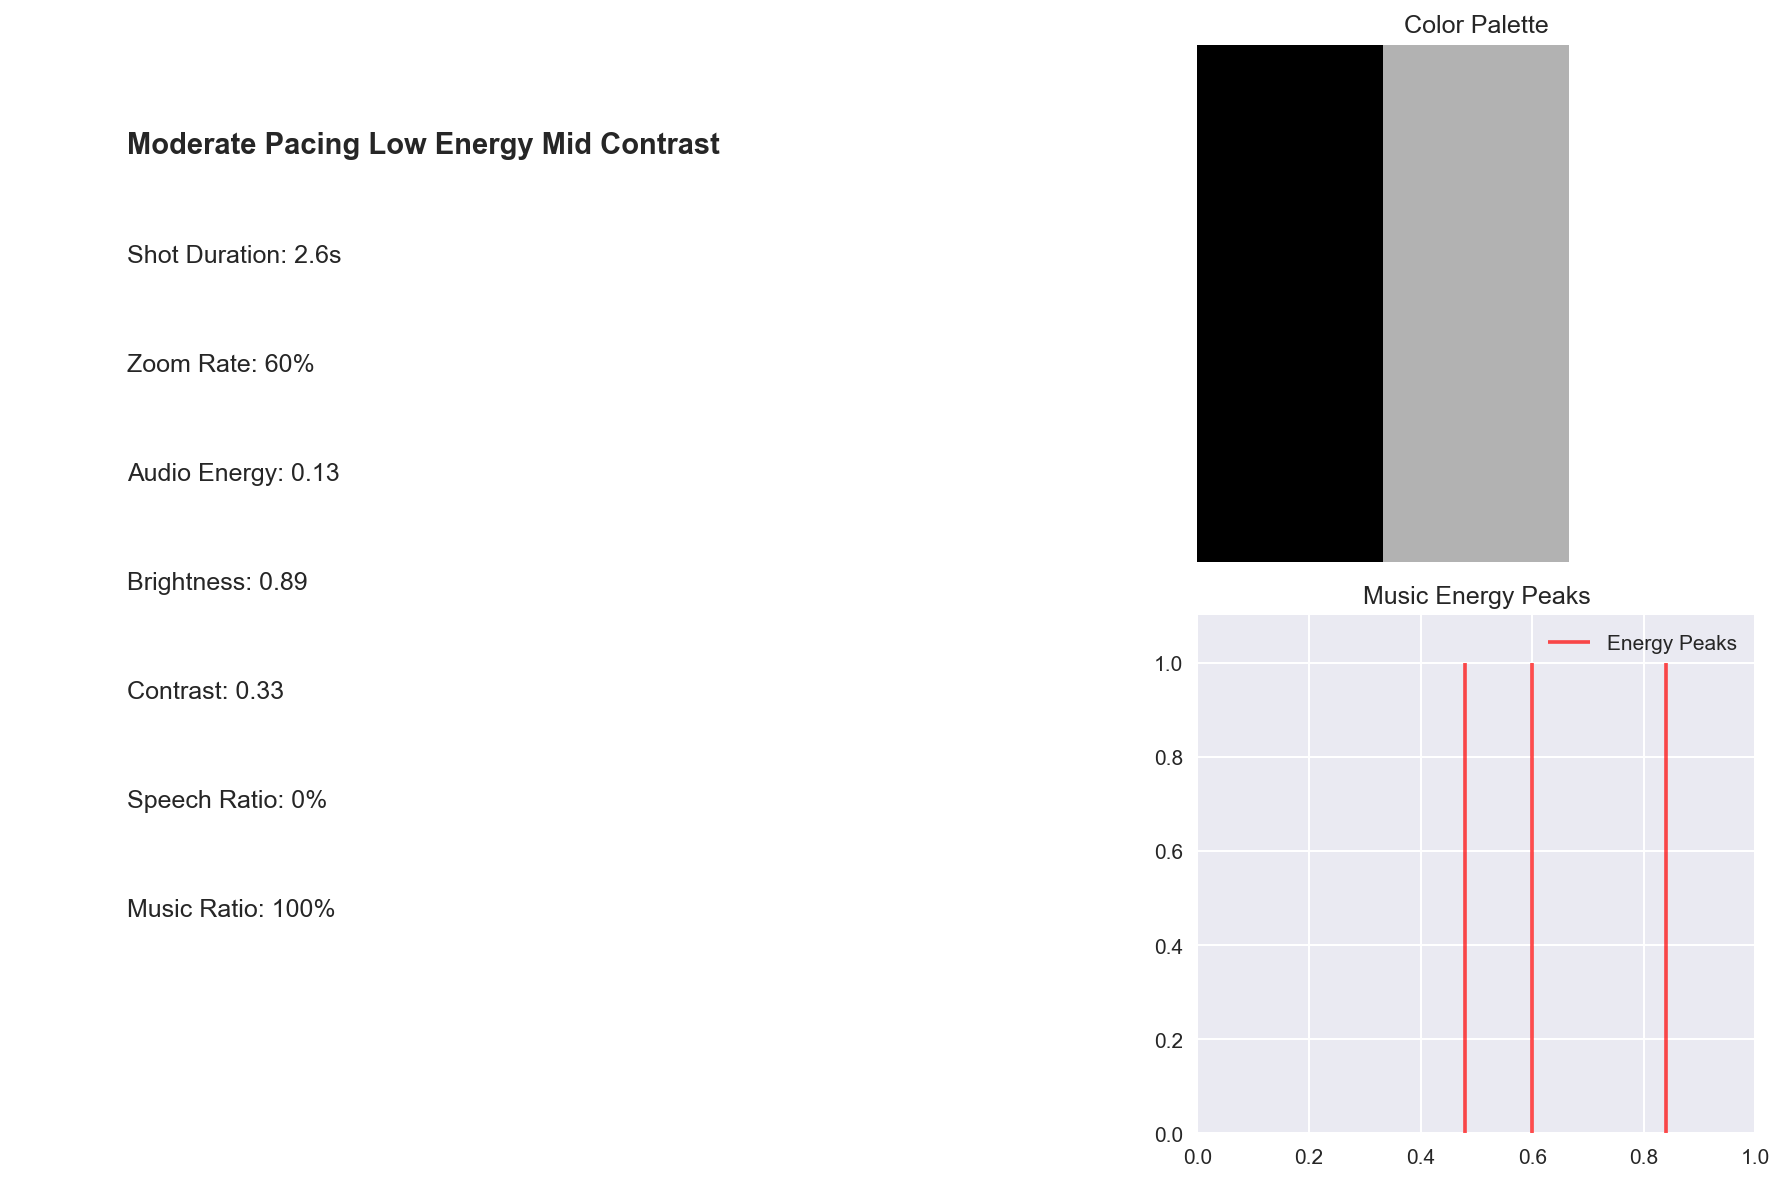 Moderate Pacing Low Energy Mid Contrast
Shot Duration: 2.6s
Zoom Rate: 60%
Audio Energy: 0.13
Brightness: 0.89
Contrast: 0.33
Speech Ratio: 0%
Music Ratio: 100%
Color Palette
Music Energy Peaks
Energy Peaks
1.0
0.8
0.6
0.4
0.2
0.0
0.0 0.2 0.4 0.6 0.8 1.0